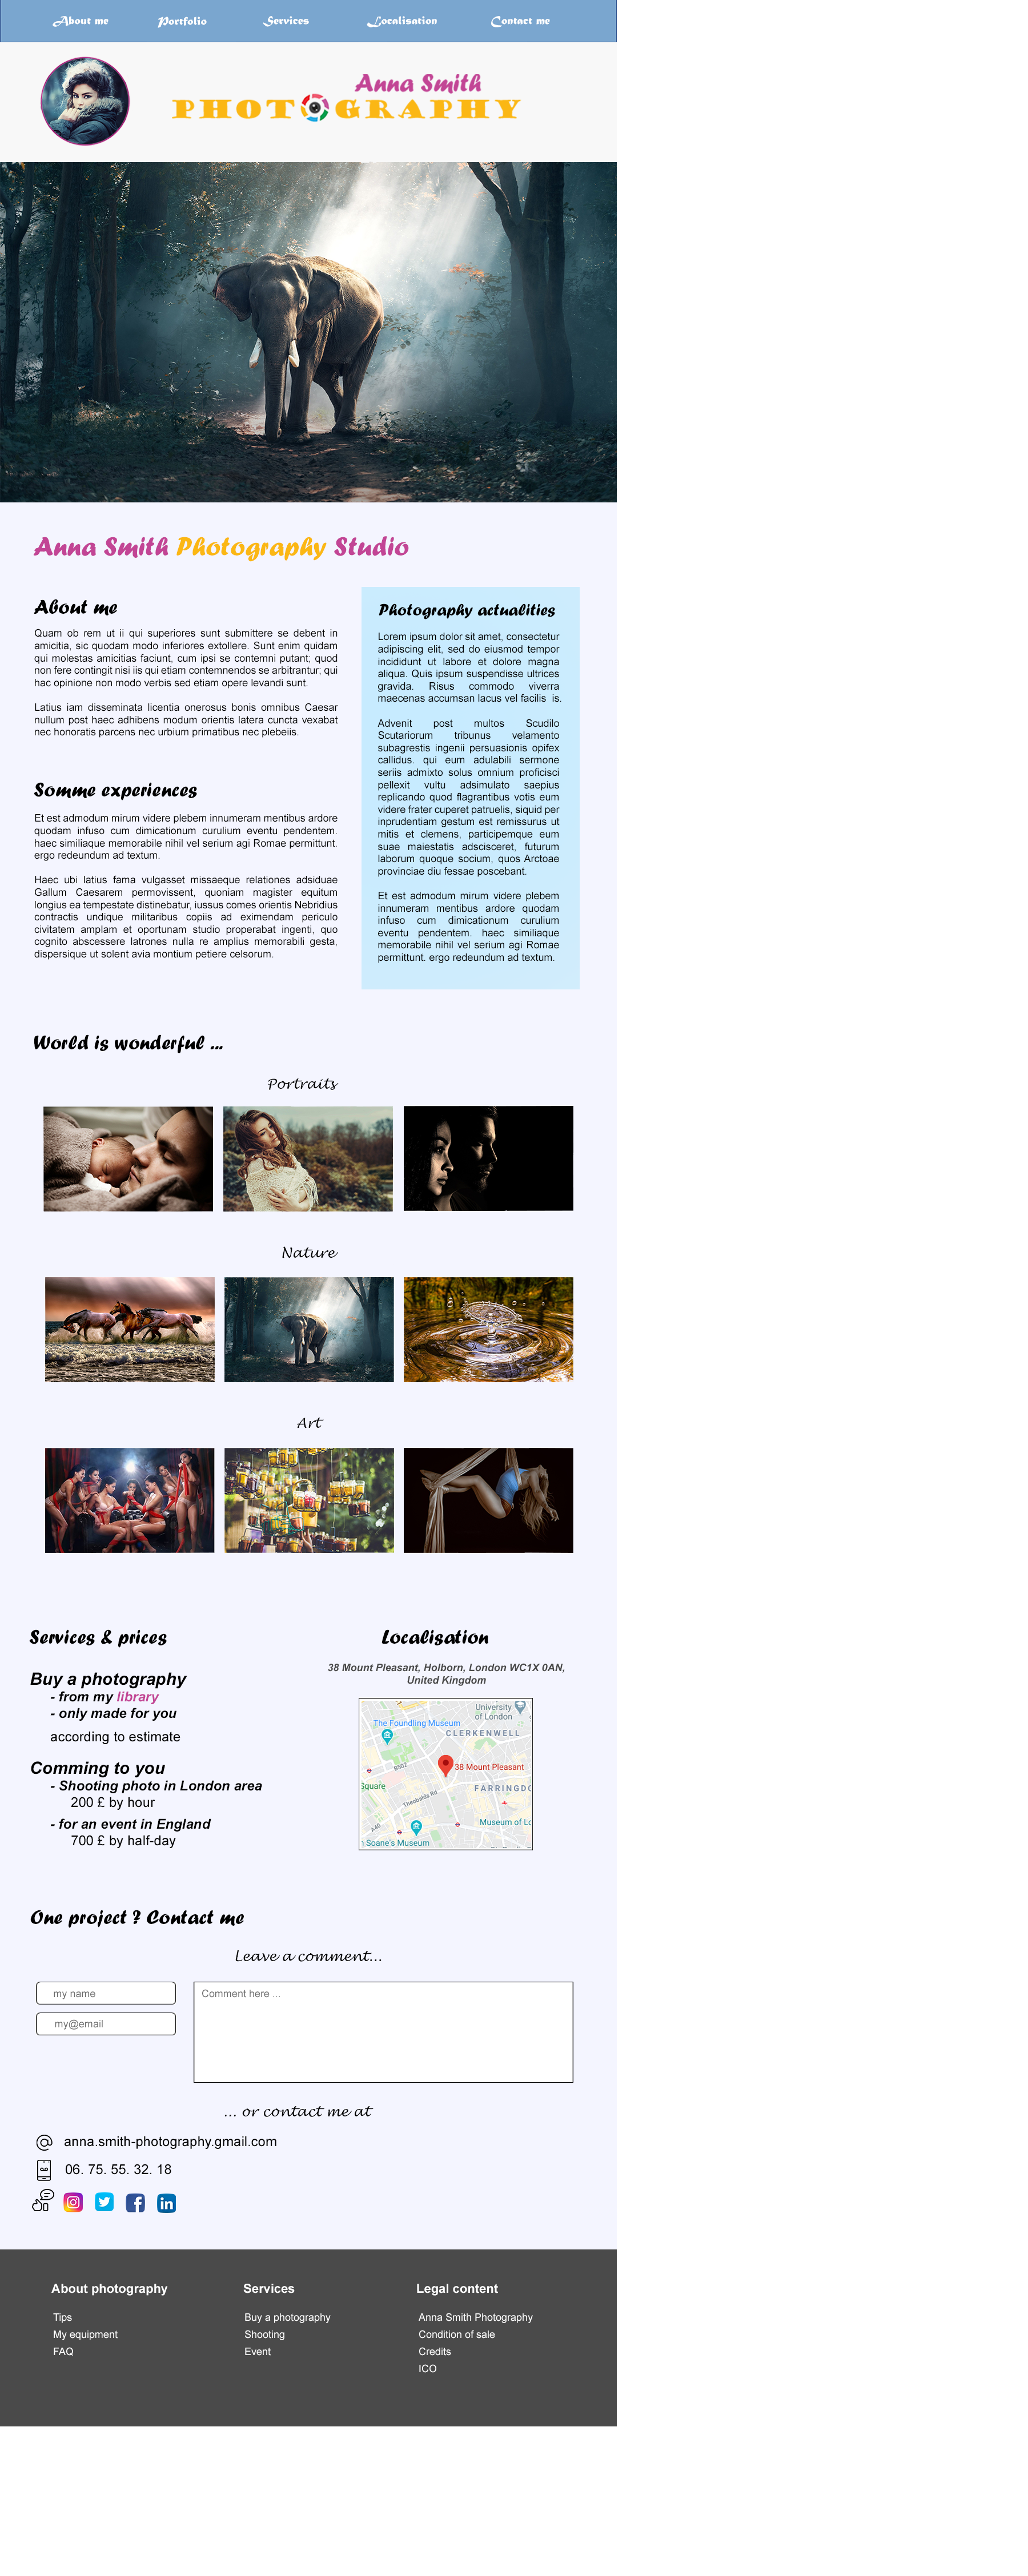 About me Portfolio Services Localisation Contact me
Anna Smith
PHOTOGRAPHY
Anna Smith Photography Studio
About me
Quam ob rem ut ii qui superiores sunt submittere se debent in
amicitia, sic quodam modo inferiores extollere. Sunt enim quidam
qui molestas amicitias faciunt, cum ipsi se contemni putant; quod
non fere contingit nisi iis qui etiam contemnendos se arbitrantur; qui
hac opinione non modo verbis sed etiam opere levandi sunt.
Latius iam disseminata licentia onerosus bonis omnibus Caesar
nullum post haec adhibens modum orientis latera cuncta vexabat
nec honoratis parcens nec urbium primatibus nec plebeiis.
Somme experiences
Et est admodum mirum videre plebem innumeram mentibus ardore
quodam infuso cum dimicationum curulium eventu pendentem.
haec similiaque memorabile nihil vel serium agi Romae permittunt.
ergo redeundum ad textum.
Haec ubi latius fama vulgasset missaeque relationes adsiduae
Gallum Caesarem permovissent, quoniam magister equitum
longius ea tempestate distinebatur, iussus comes orientis Nebridius
contractis undique militaribus copiis ad eximendam periculo
civitatem amplam et oportunam studio properabat ingenti, quo
cognito abscessere latrones nulla re amplius memorabili gesta,
dispersique ut solent avia montium petiere celsorum.
Photography actualities
Lorem ipsum dolor sit amet, consectetur
adipiscing elit, sed do eiusmod tempor
incididunt ut labore et dolore magna
aliqua. Quis ipsum suspendisse ultrices
gravida. Risus commodo viverra
maecenas accumsan lacus vel facilis is.
Advenit post multos Scudilo
Scutariorum tribunus velamento
subagrestis ingenii persuasionis opifex
callidus. qui eum adulabili sermone
seriis admixto solus omnium proficisci
pellexit vultu adsimulato saepius
replicando quod flagrantibus votis eum
videre frater cuperet patruelis, siquid per
inprudentiam gestum est remissurus ut
mitis et clemens, participemque eum
suae maiestatis adscisceret, futurum
laborum quoque socium, quos Arctoae
provinciae diu fessae poscebant.
Et est admodum mirum videre plebem
innumeram mentibus ardore quodam
infuso cum dimicationum curulium
eventu pendentem. haec similiaque
memorabile nihil vel serium agi Romae
permittunt. ergo redeundum ad textum.
World is wonderful ...
Portraits
Nature
Art
Services & prices
Buy a photography
- from my library
- only made for you
according to estimate
Comming to you
- Shooting photo in London area
200 £ by hour
- for an event in England
700 £ by half-day
Localisation
38 Mount Pleasant, Holborn, London WC1X 0AN,
United Kingdom
University
of London
The Foundling Museum
CLERKENWELL
B502
38 Mount Pleasant
Square
FARRINGDO
Theobalds Rd
A40
Museum of Lo
Soane's Museum
One project ? Contact me
Leave a comment...
my name
my@email
Comment here ...
... or contact me at
anna.smith-photography.gmail.com
06. 75. 55. 32. 18
About photography
Tips
My equipment
FAQ
Services
Buy a photography
Shooting
Event
Legal content
Anna Smith Photography
Condition of sale
Credits
ICO